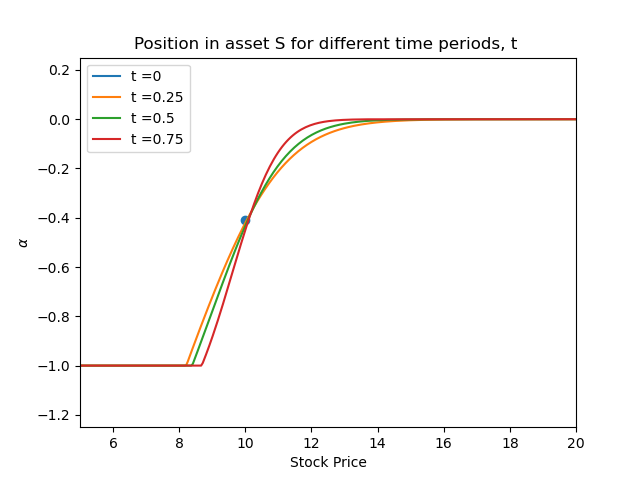 Position in asset S for different time periods, t
t =0
t =0.25
t =0.5
t =0.75
0.2
0.0
−0.2
−0.4
−0.6
−0.8
−1.0
−1.2
α
6 8 10 12 14 16 18 20
Stock Price